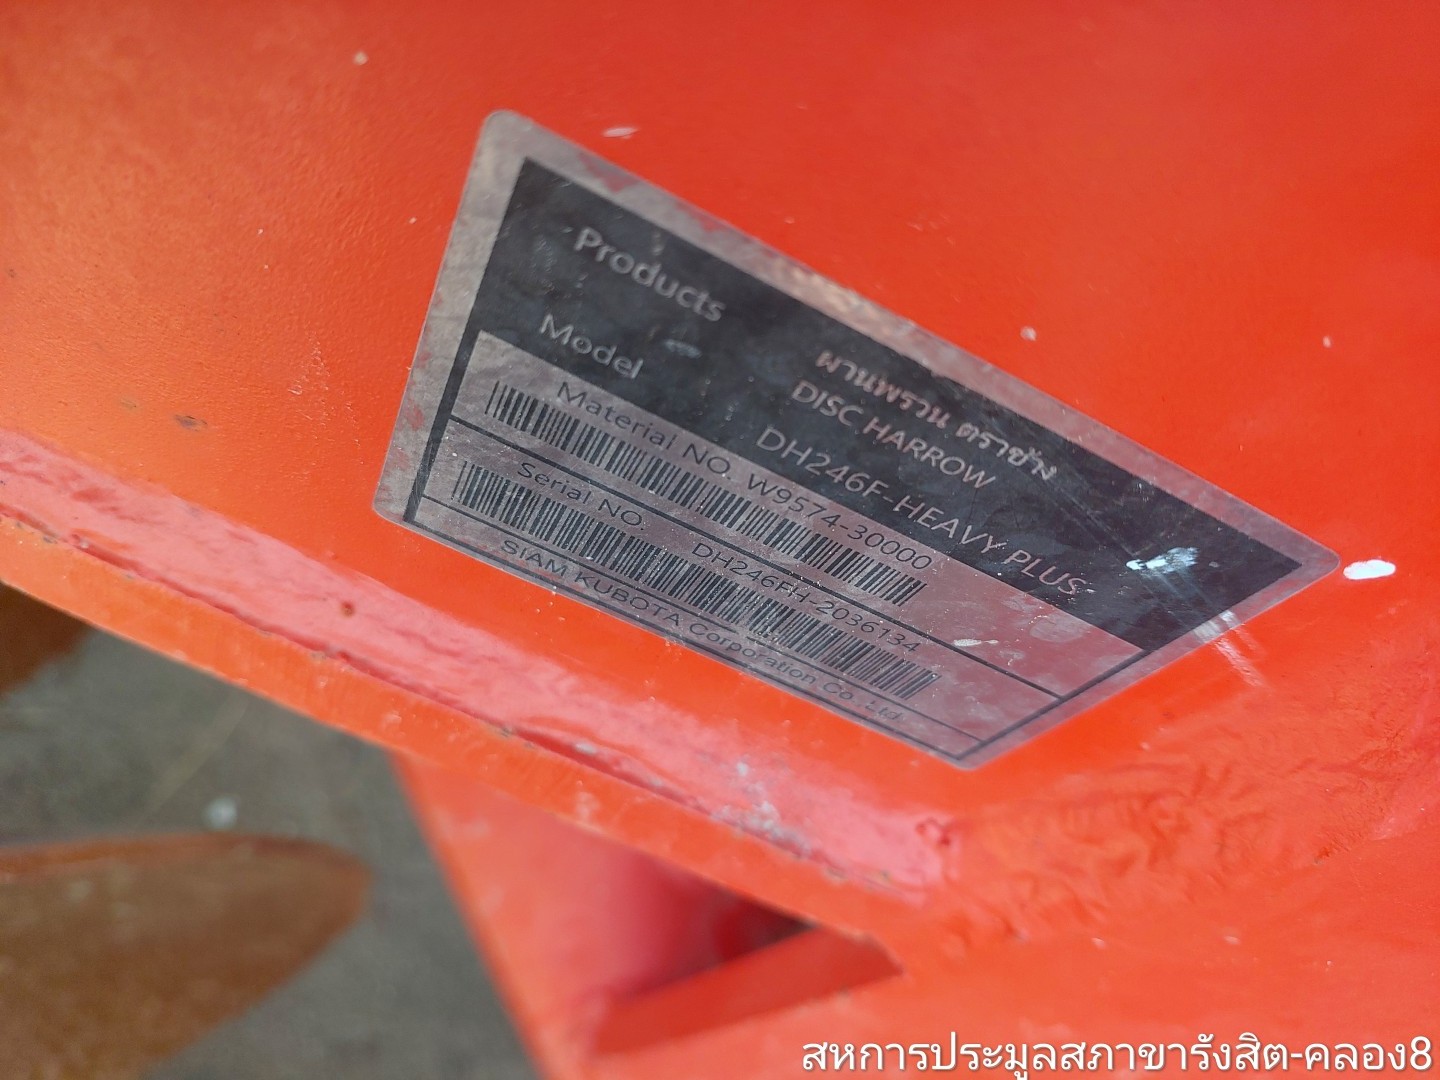 Products
ผานพรวน ตราช้าง
DISC HARROW
Model
DH246F-HEAVY PLUS
Material NO. W9574-30000
Serial NO. DH246FH-2036134
SIAM KUBOTA Corporation Co.,Ltd.
สหการประมูลสภาขารังสิต-คลอง8